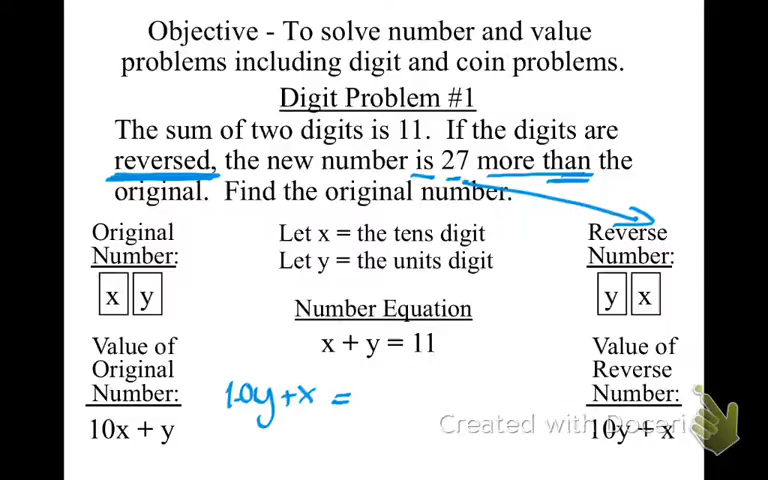 Objective - To solve number and value
problems including digit and coin problems.
Digit Problem #1
The sum of two digits is 11. If the digits are
reversed, the new number is 27 more than the
original. Find the original number.
Original
Number:
x y
Value of
Original
Number:
10x + y
Let x = the tens digit
Let y = the units digit
Number Equation
x + y = 11
10y + x =
Reverse
Number:
y x
Value of
Reverse
Number:
10y + x
Created with Doceri